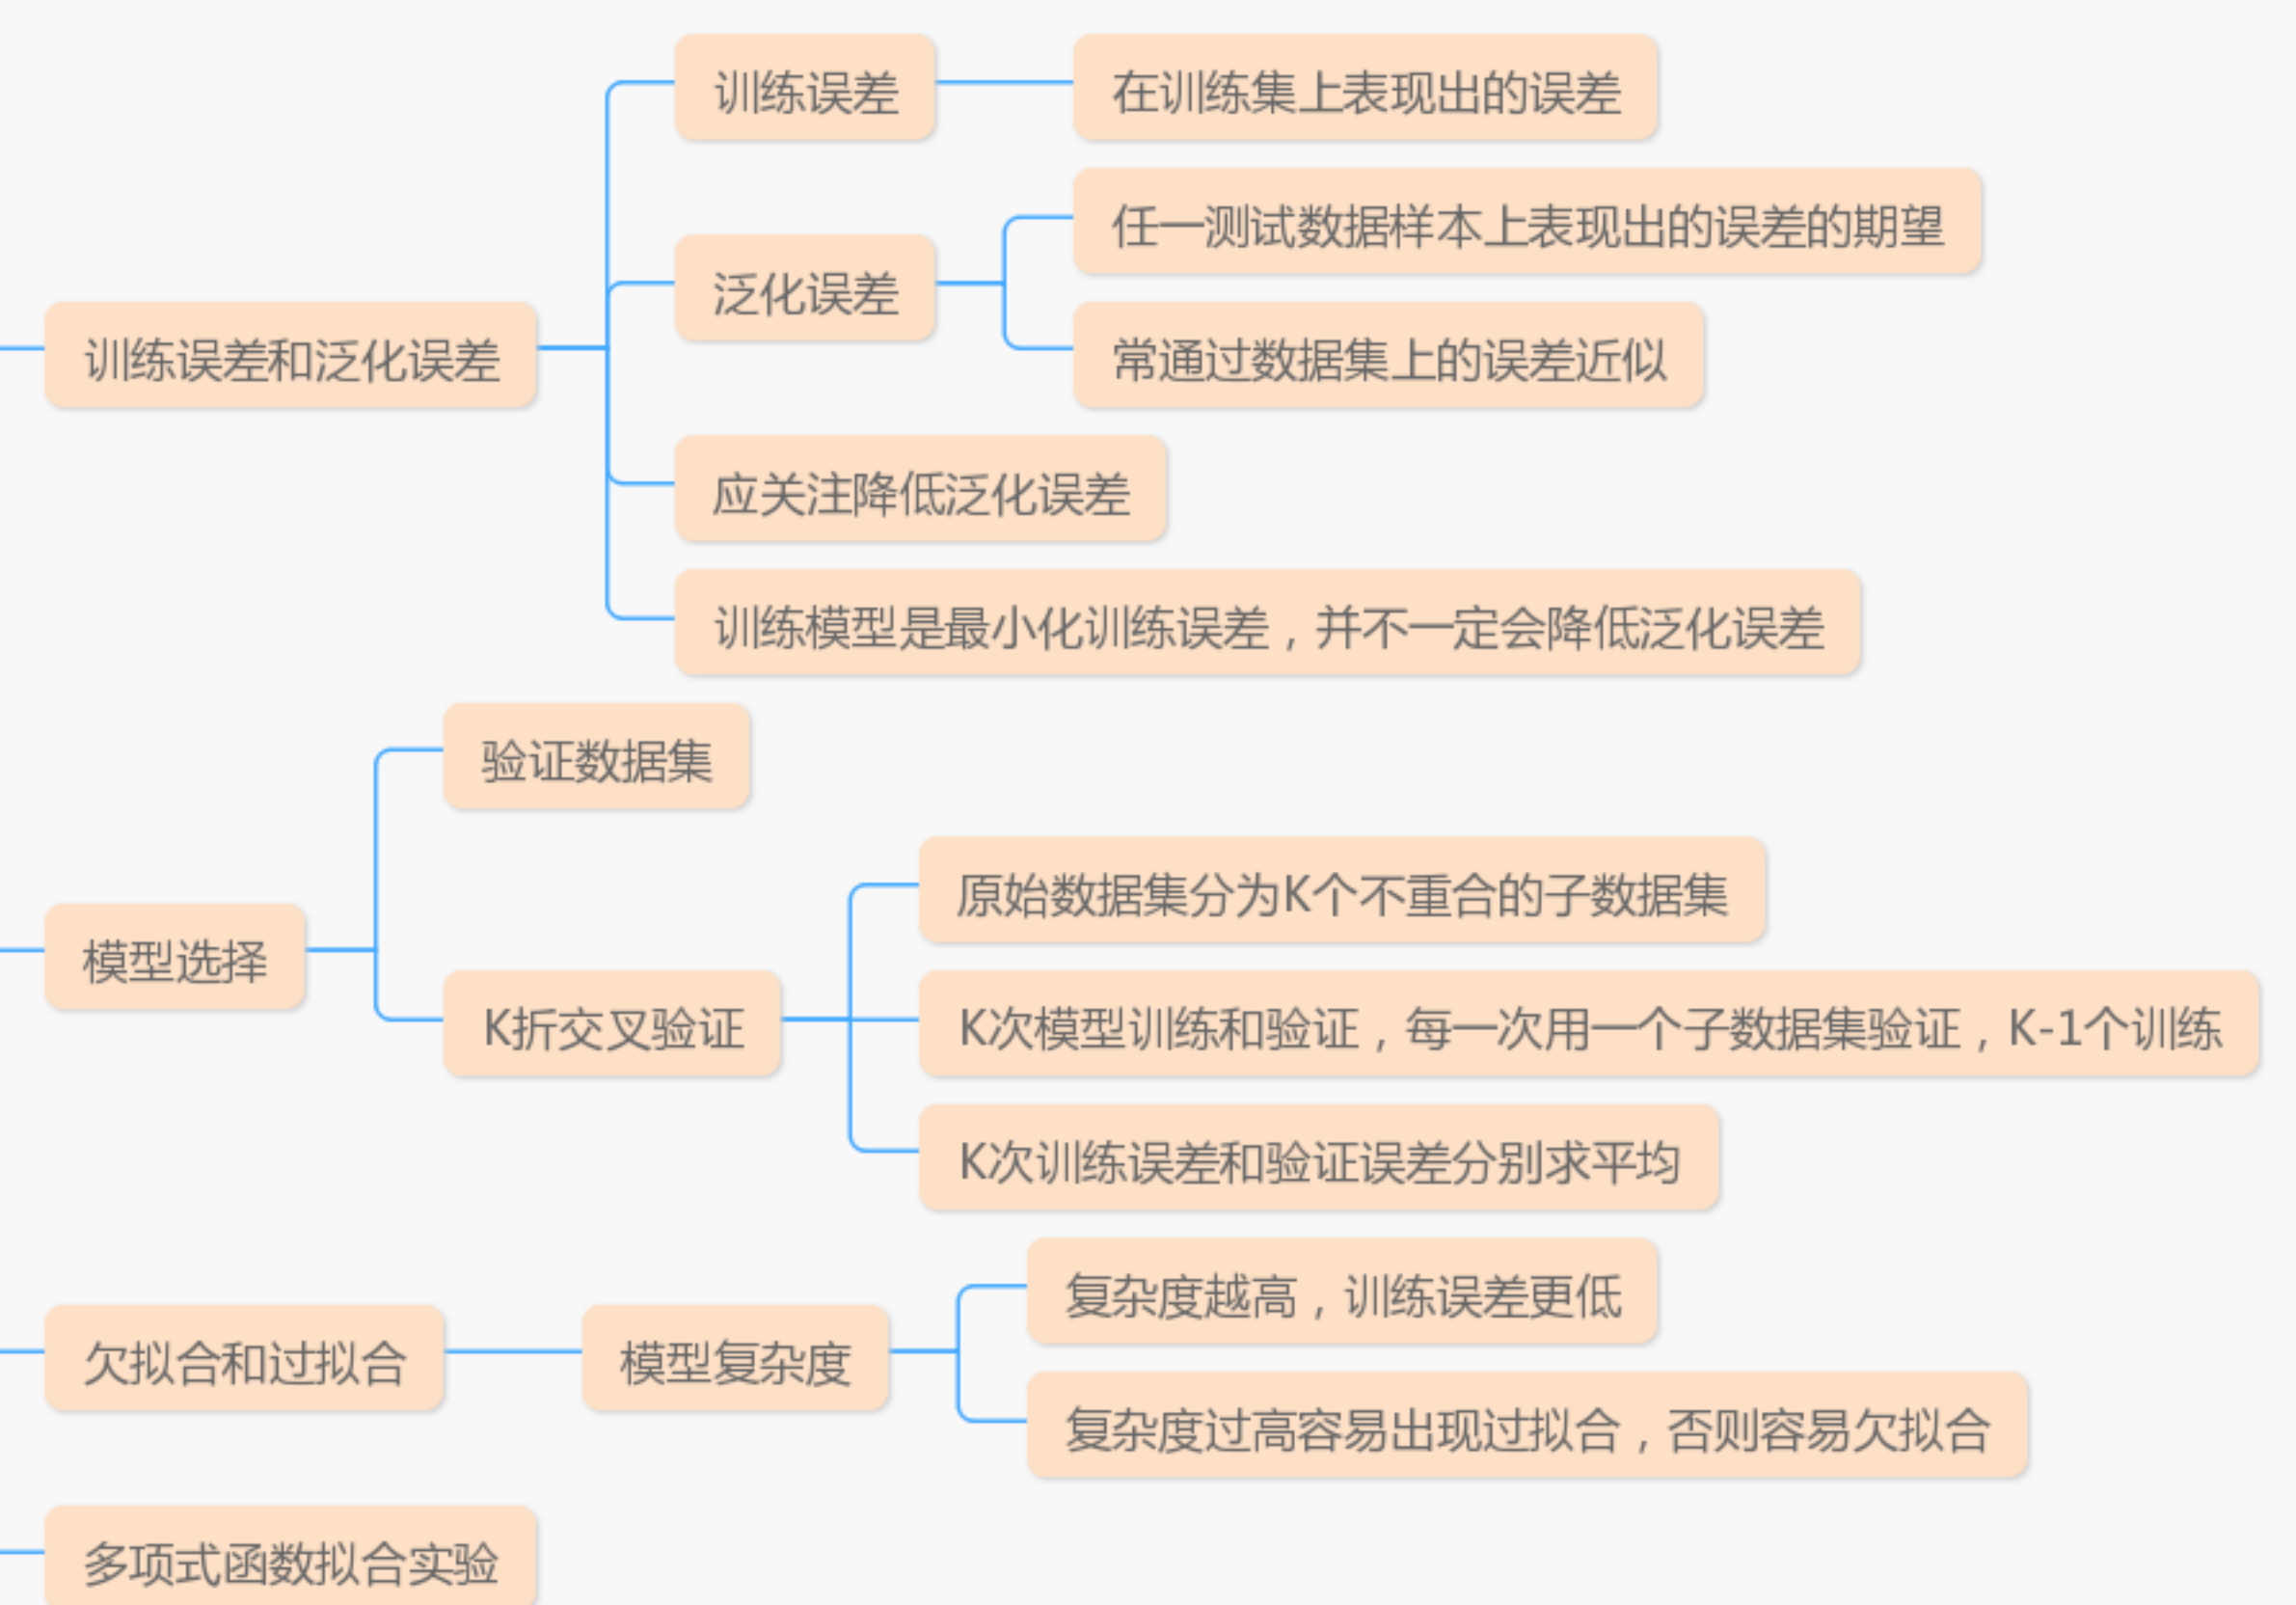 训练误差和泛化误差
训练误差
在训练集上表现出的误差
泛化误差
任一测试数据样本上表现出的误差的期望
常通过数据集上的误差近似
应关注降低泛化误差
训练模型是最小化训练误差，并不一定会降低泛化误差
模型选择
验证数据集
K折交叉验证
原始数据集分为K个不重合的子数据集
K次模型训练和验证，每一次用一个子数据集验证，K-1个训练
K次训练误差和验证误差分别求平均
欠拟合和过拟合
模型复杂度
复杂度越高，训练误差更低
复杂度过高容易出现过拟合，否则容易欠拟合
多项式函数拟合实验